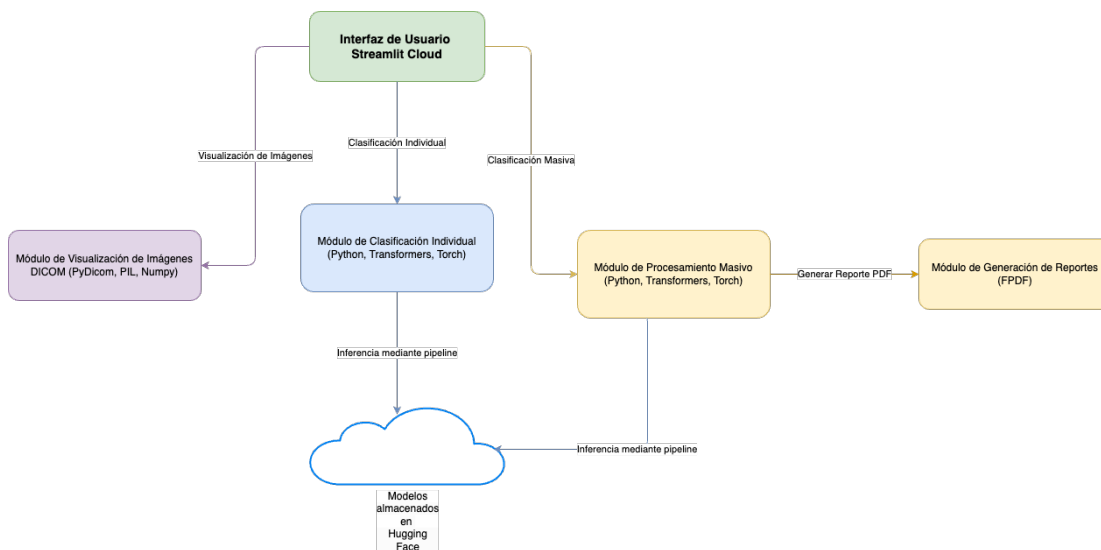 Interfaz de Usuario
Streamlit Cloud
Clasificación Individual
Visualización de Imágenes
Clasificación Masiva
Módulo de Visualización de Imágenes
DICOM (PyDicom, PIL, Numpy)
Módulo de Clasificación Individual
(Python, Transformers, Torch)
Módulo de Procesamiento Masivo
(Python, Transformers, Torch)
Generar Reporte PDF
Módulo de Generación de Reportes
(FPDF)
Inferencia mediante pipeline
Inferencia mediante pipeline
Modelos
almacenados
en
Hugging
Face